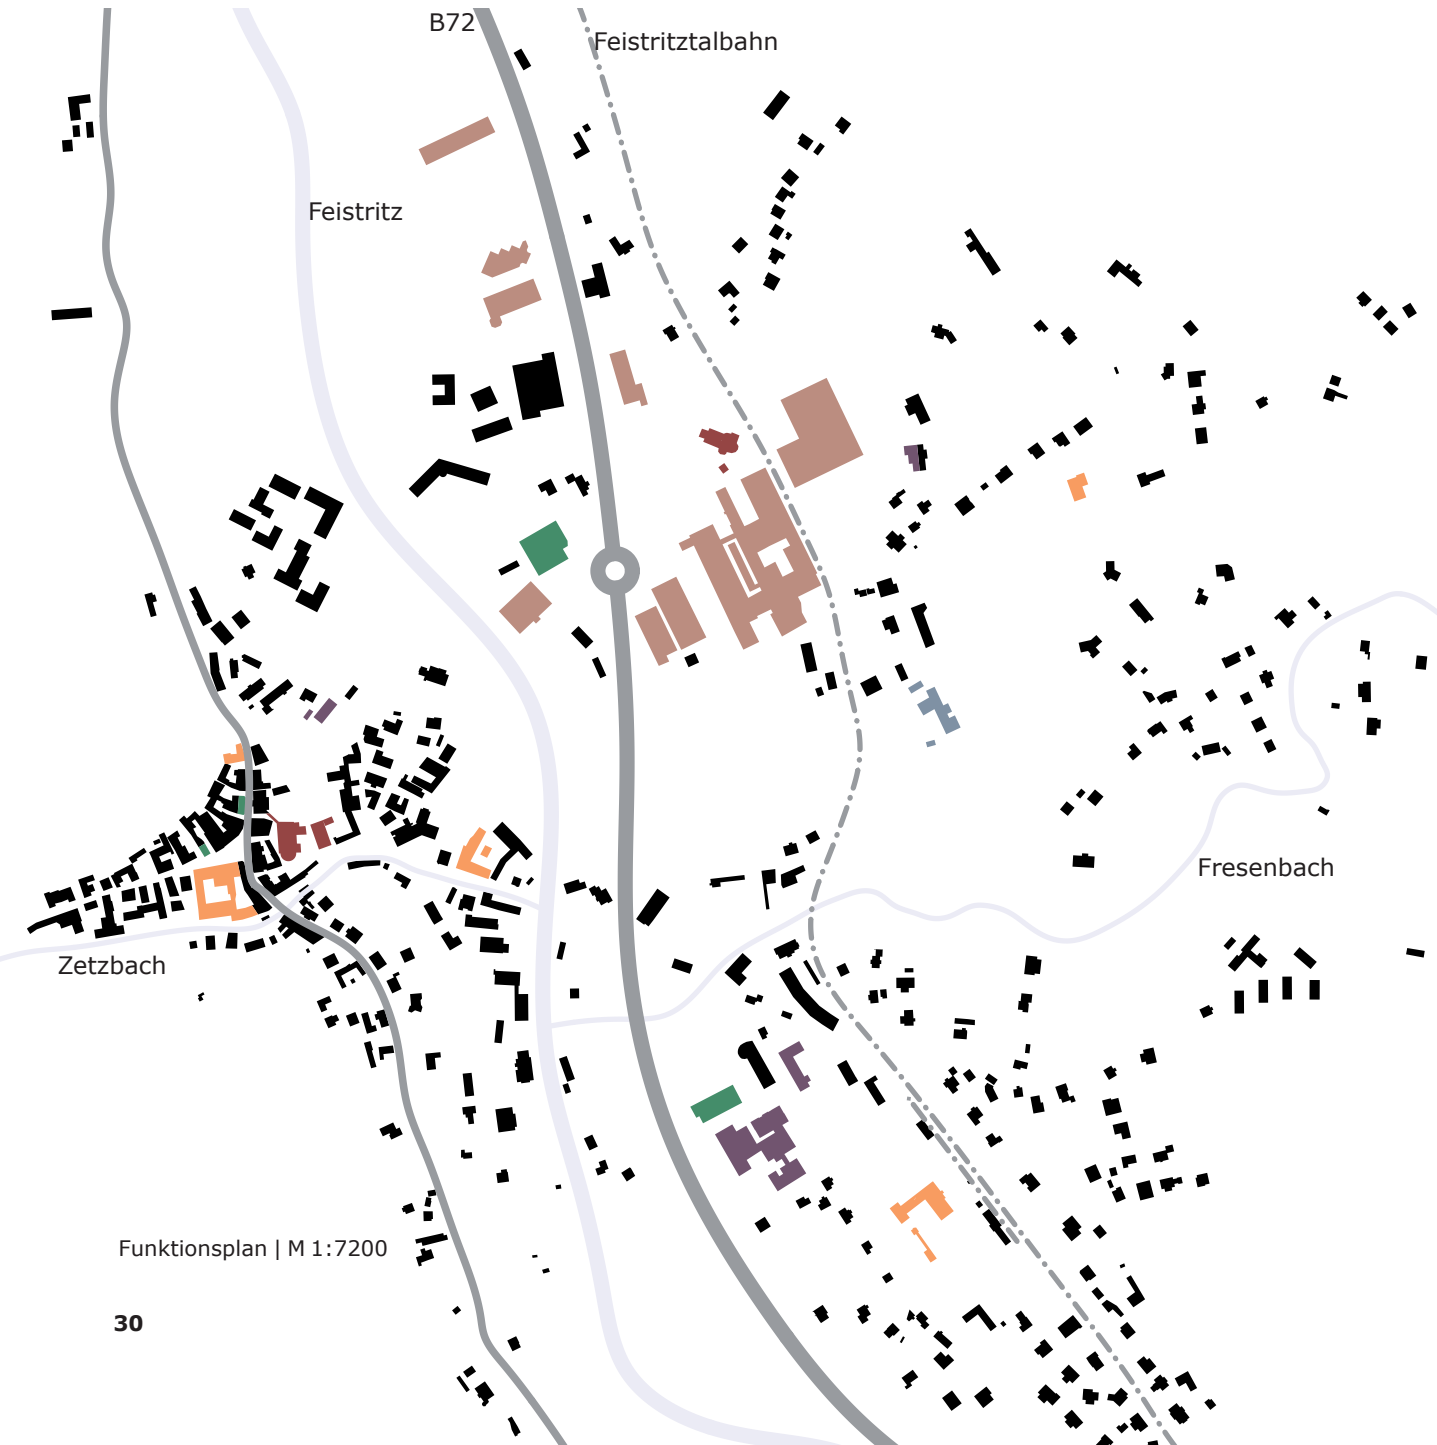 B72
Feistritztalbahn
Feistritz
Fresenbach
Zetzbach
Funktionsplan | M 1:7200
30